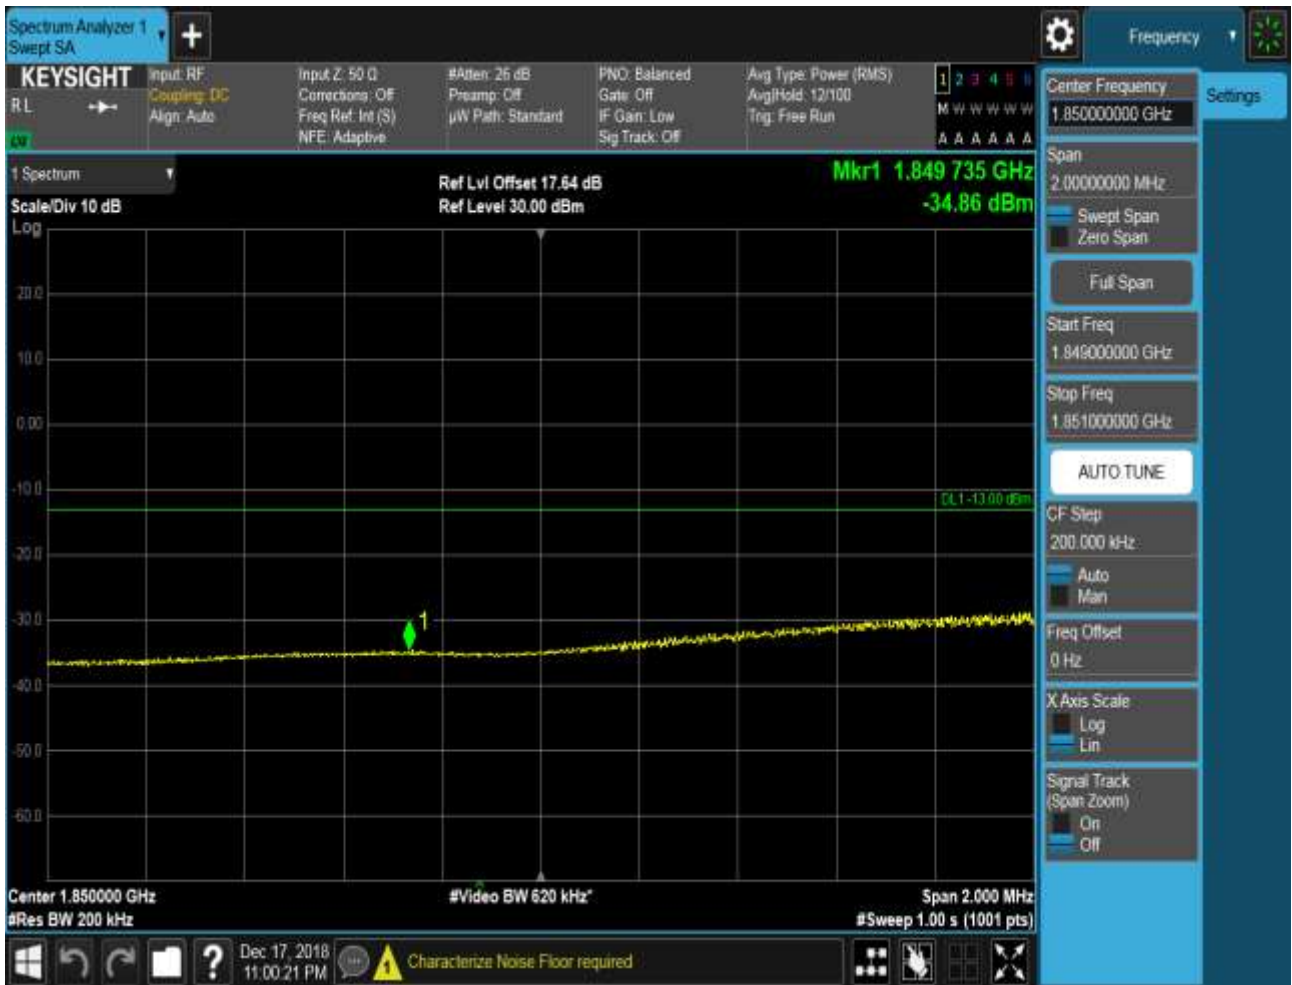 Spectrum Analyzer 1
Swept SA
+
Frequency
KEYSIGHT
RL
LXI
Input: RF
Coupling: DC
Align: Auto
Input Z: 50 Ω
Corrections: Off
Freq Ref: Int (S)
NFE: Adaptive
#Atten: 26 dB
Preamp: Off
µW Path: Standard
PNO: Balanced
Gate: Off
IF Gain: Low
Sig Track: Off
Avg Type: Power (RMS)
Avg|Hold: 12/100
Trig: Free Run
1 2 3 4 5 6
M W W W W W
A A A A A A
1 Spectrum
Scale/Div 10 dB
Log
Ref Lvl Offset 17.64 dB
Ref Level 30.00 dBm
Mkr1 1.849 735 GHz
-34.86 dBm
20.0
10.0
0.00
-10.0
DL1 -13.00 dBm
-20.0
-30.0
1
-40.0
-50.0
-60.0
Center 1.850000 GHz
#Res BW 200 kHz
#Video BW 620 kHz*
Span 2.000 MHz
#Sweep 1.00 s (1001 pts)
Center Frequency
1.850000000 GHz
Settings
Span
2.00000000 MHz
Swept Span
Zero Span
Full Span
Start Freq
1.849000000 GHz
Stop Freq
1.851000000 GHz
AUTO TUNE
CF Step
200.000 kHz
Auto
Man
Freq Offset
0 Hz
X Axis Scale
Log
Lin
Signal Track
(Span Zoom)
On
Off
?
Dec 17, 2018
11:00:21 PM
1
Characterize Noise Floor required